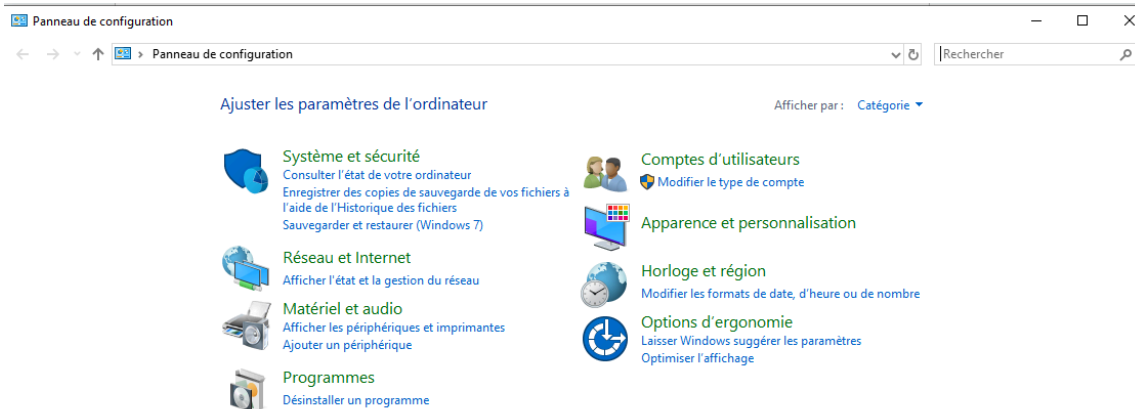 Panneau de configuration
Panneau de configuration
Rechercher
Ajuster les paramètres de l'ordinateur
Afficher par : Catégorie
Système et sécurité
Consulter l'état de votre ordinateur
Enregistrer des copies de sauvegarde de vos fichiers à
l'aide de l'Historique des fichiers
Sauvegarder et restaurer (Windows 7)
Réseau et Internet
Afficher l'état et la gestion du réseau
Matériel et audio
Afficher les périphériques et imprimantes
Ajouter un périphérique
Programmes
Désinstaller un programme
Comptes d'utilisateurs
Modifier le type de compte
Apparence et personnalisation
Horloge et région
Modifier les formats de date, d'heure ou de nombre
Options d'ergonomie
Laisser Windows suggérer les paramètres
Optimiser l'affichage